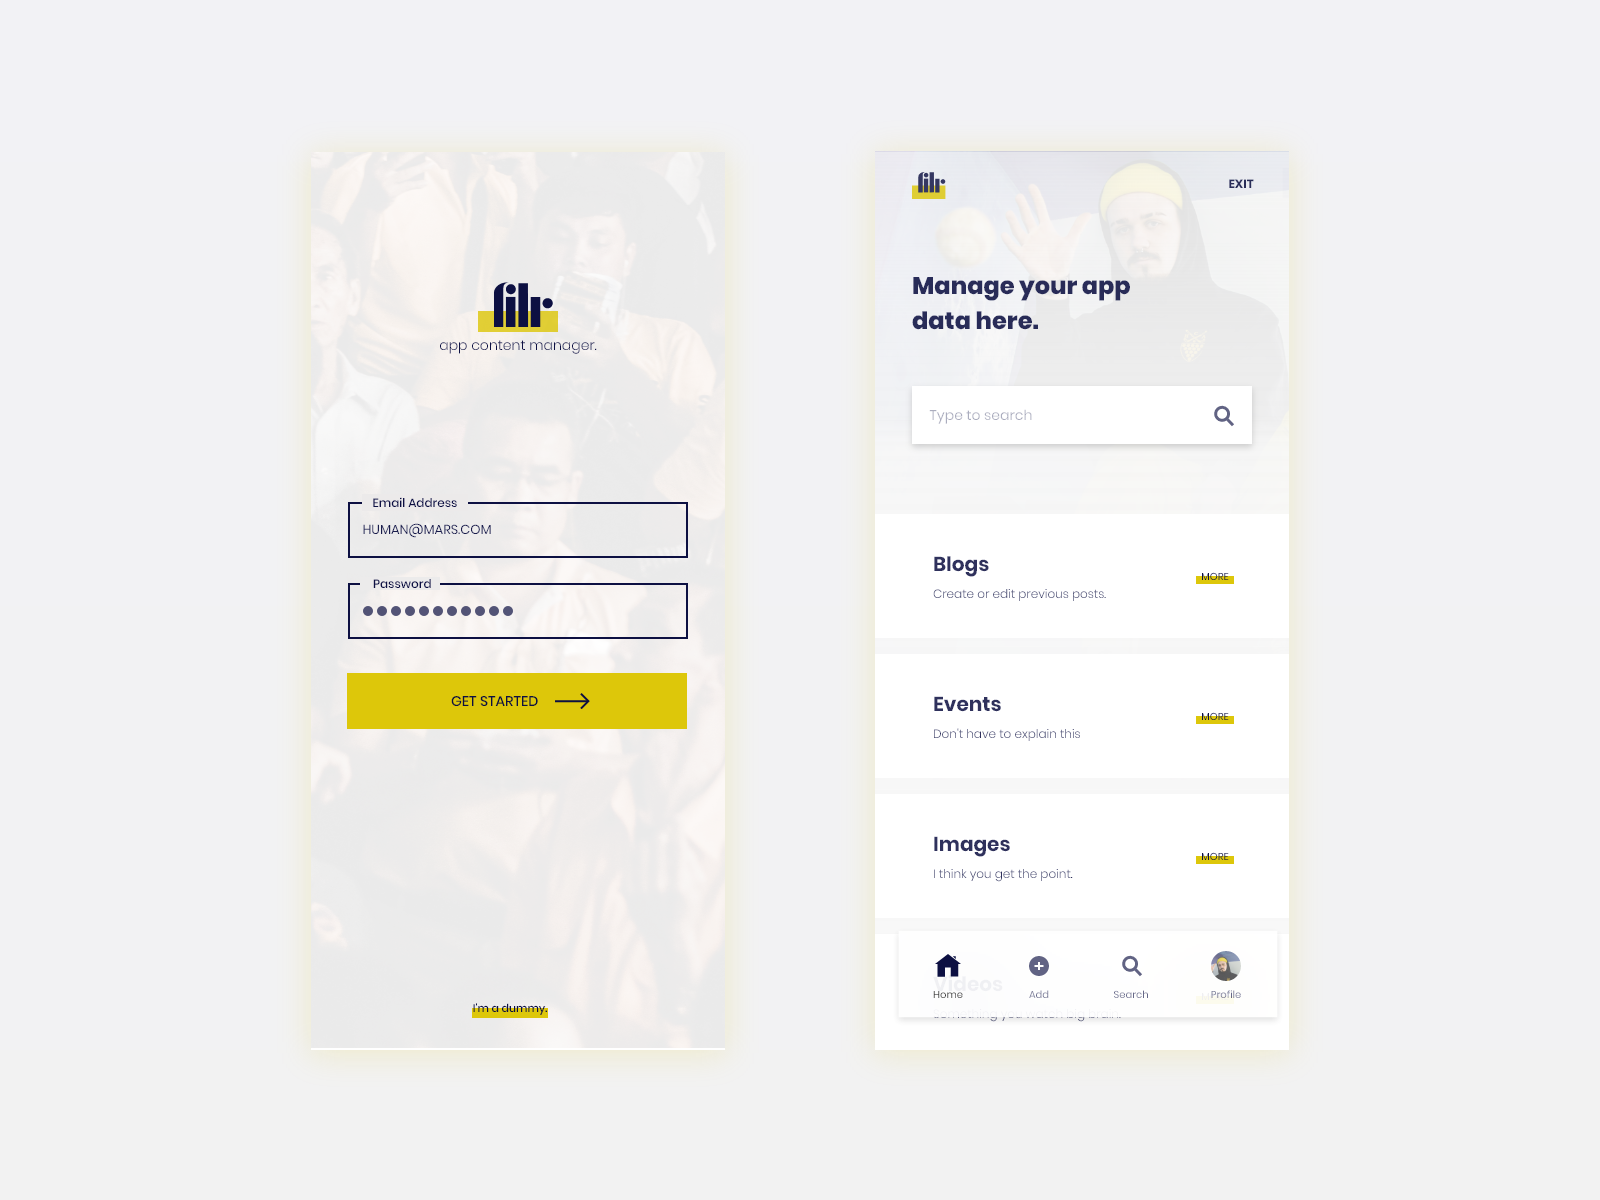 filr
app content manager.
Email Address
HUMAN@MARS.COM
Password
GET STARTED
I'm a dummy.
filr
EXIT
Manage your app
data here.
Type to search
Blogs
Create or edit previous posts.
MORE
Events
Don't have to explain this
MORE
Images
I think you get the point.
MORE
Videos
Home
Add
Search
Profile